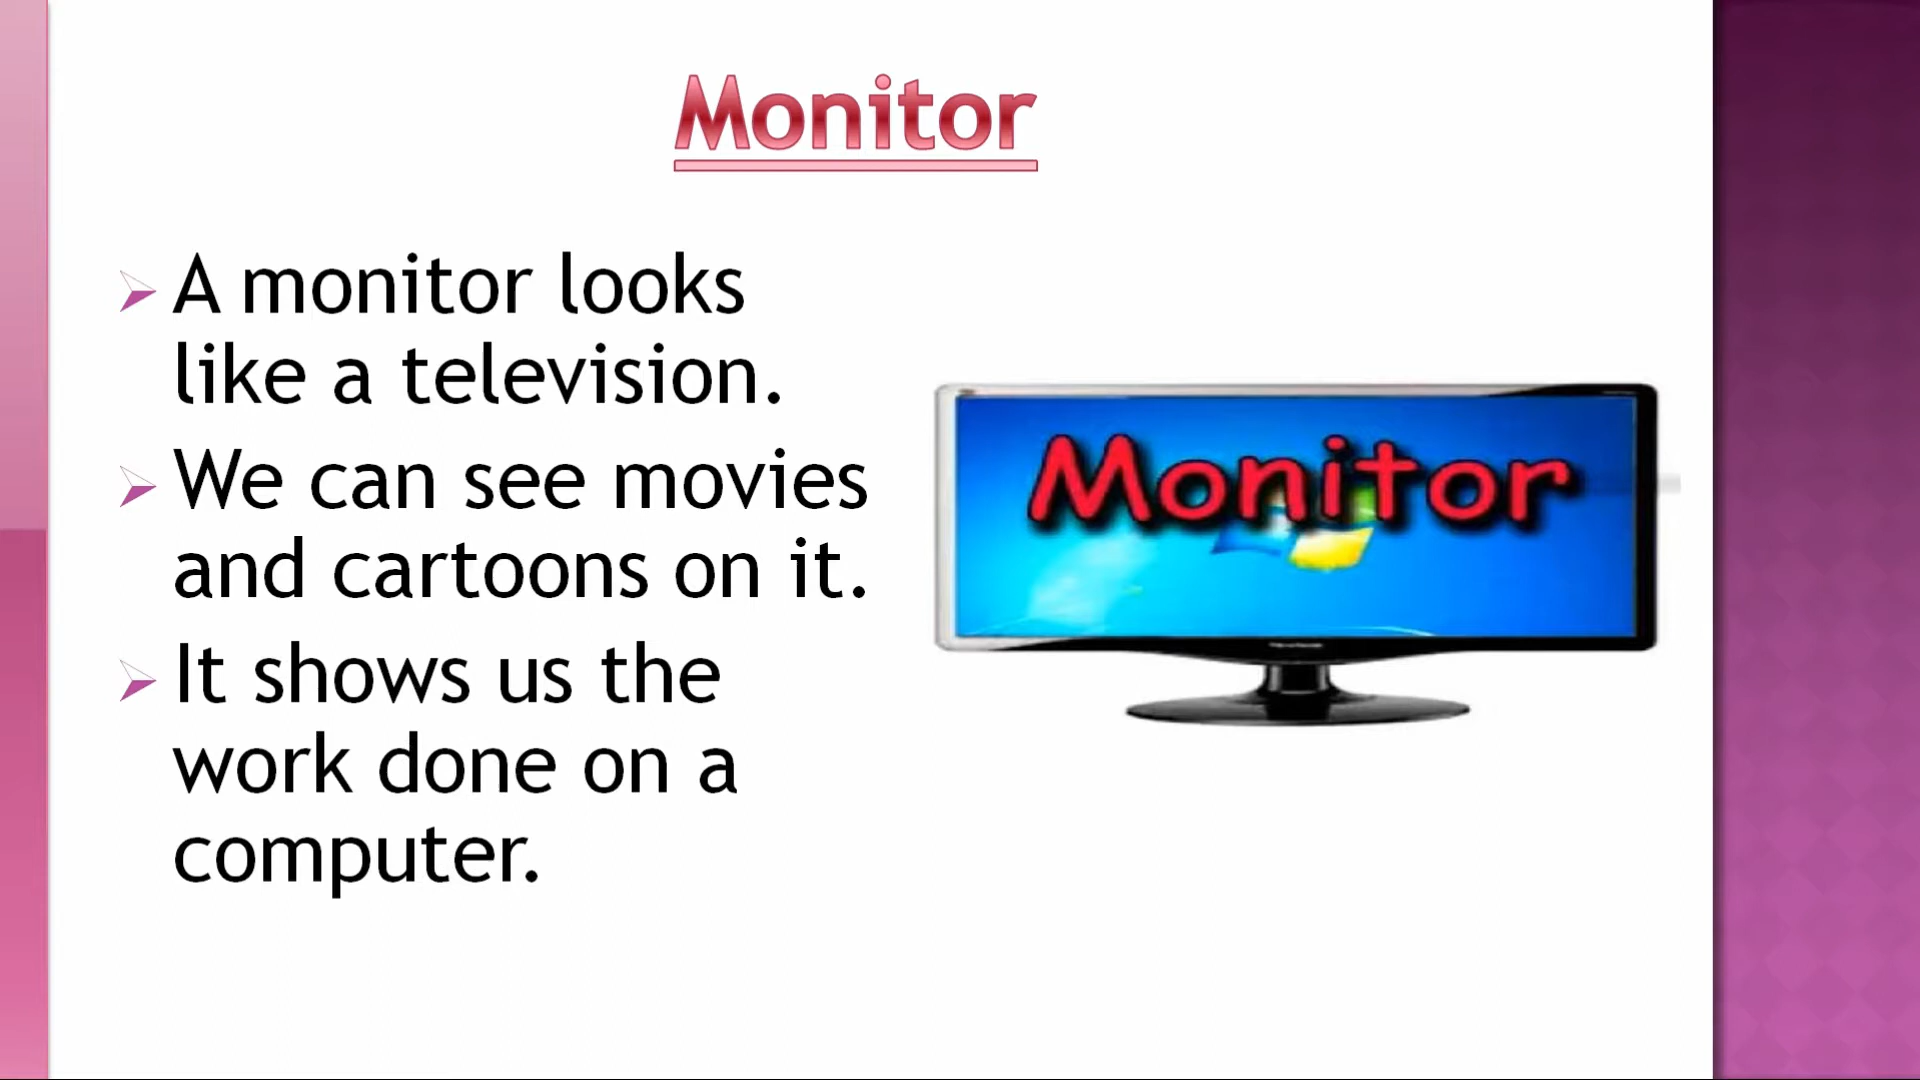 Monitor
A monitor looks
like a television.
We can see movies
and cartoons on it.
It shows us the
work done on a
computer.
Monitor